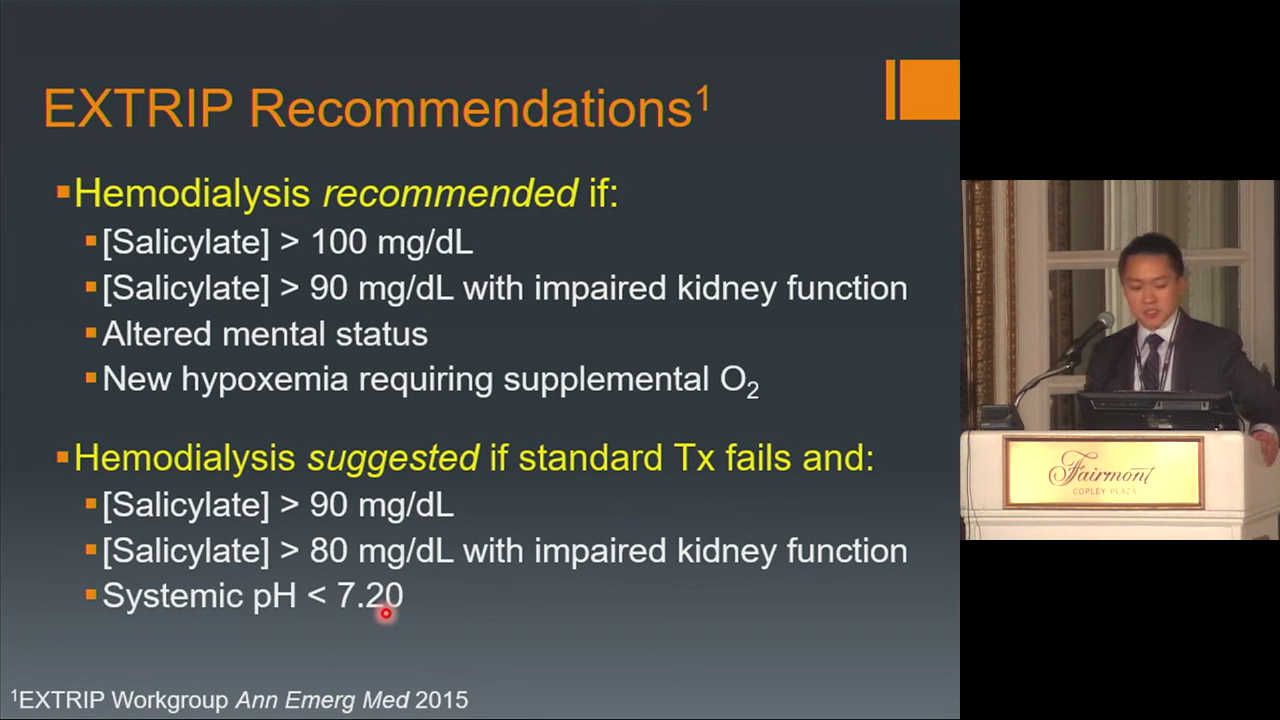 EXTRIP Recommendations¹
Hemodialysis recommended if:
[Salicylate] > 100 mg/dL
[Salicylate] > 90 mg/dL with impaired kidney function
Altered mental status
New hypoxemia requiring supplemental O₂
Hemodialysis suggested if standard Tx fails and:
[Salicylate] > 90 mg/dL
[Salicylate] > 80 mg/dL with impaired kidney function
Systemic pH < 7.20
¹EXTRIP Workgroup Ann Emerg Med 2015
Fairmont
COPLEY PLAZA